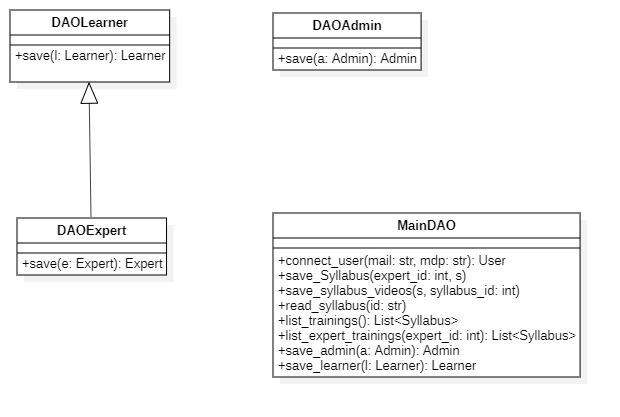 DAOLearner
+save(l: Learner): Learner
DAOAdmin
+save(a: Admin): Admin
DAOExpert
+save(e: Expert): Expert
MainDAO
+connect_user(mail: str, mdp: str): User
+save_Syllabus(expert_id: int, s)
+save_syllabus_videos(s, syllabus_id: int)
+read_syllabus(id: str)
+list_trainings(): List<Syllabus>
+list_expert_trainings(expert_id: int): List<Syllabus>
+save_admin(a: Admin): Admin
+save_learner(l: Learner): Learner